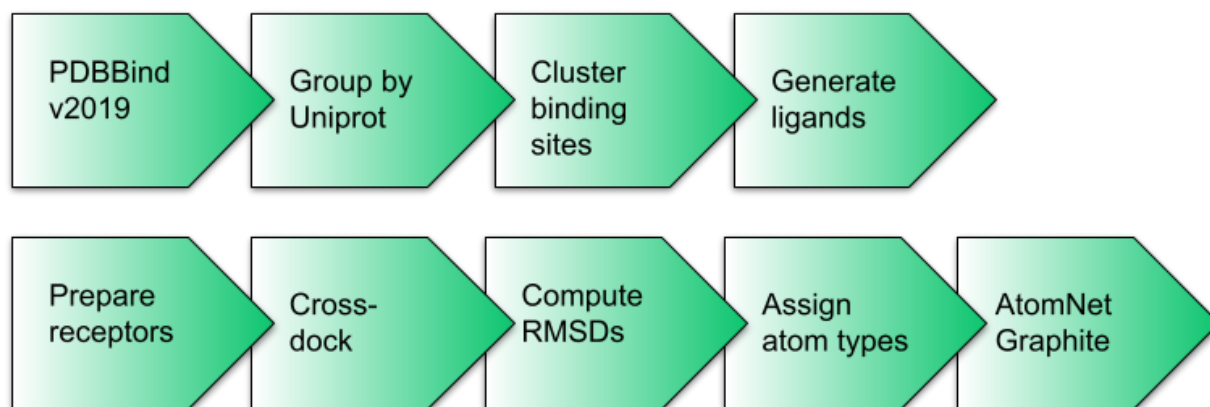 PDBBind
v2019
Group by
Uniprot
Cluster
binding
sites
Generate
ligands
Prepare
receptors
Cross-
dock
Compute
RMSDs
Assign
atom types
AtomNet
Graphite